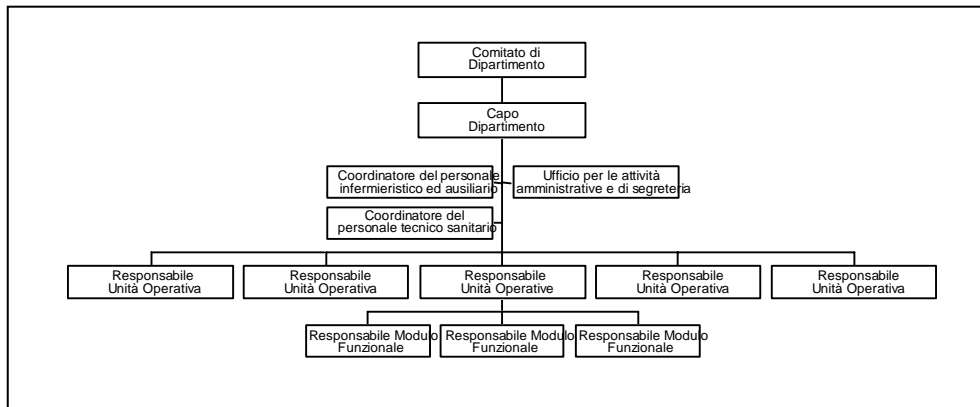 Comitato di
Dipartimento
Capo
Dipartimento
Coordinatore del personale
infermieristico ed ausiliario
Ufficio per le attività
amministrative e di segreteria
Coordinatore del
personale tecnico sanitario
Responsabile
Unità Operativa
Responsabile
Unità Operativa
Responsabile
Unità Operative
Responsabile
Unità Operativa
Responsabile
Unità Operativa
Responsabile Modulo
Funzionale
Responsabile Modulo
Funzionale
Responsabile Modulo
Funzionale